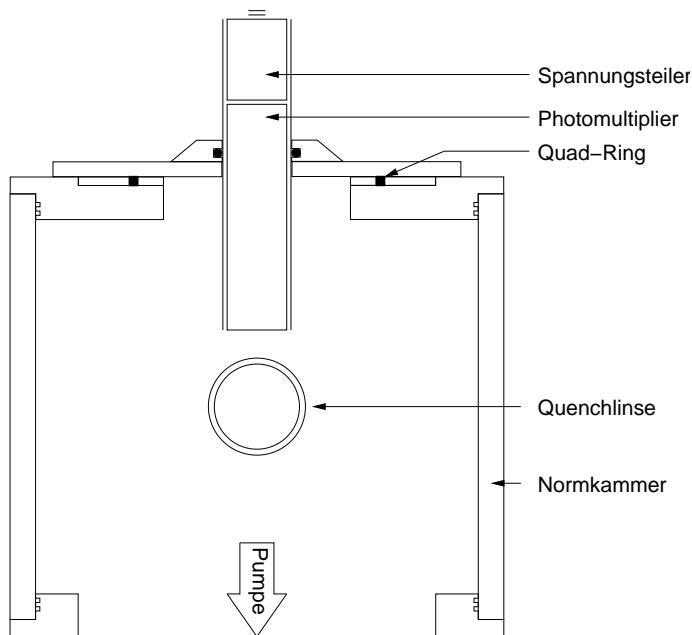 Spannungsteiler
Photomultiplier
Quad−Ring
Quenchlinse
Normkammer
Pumpe